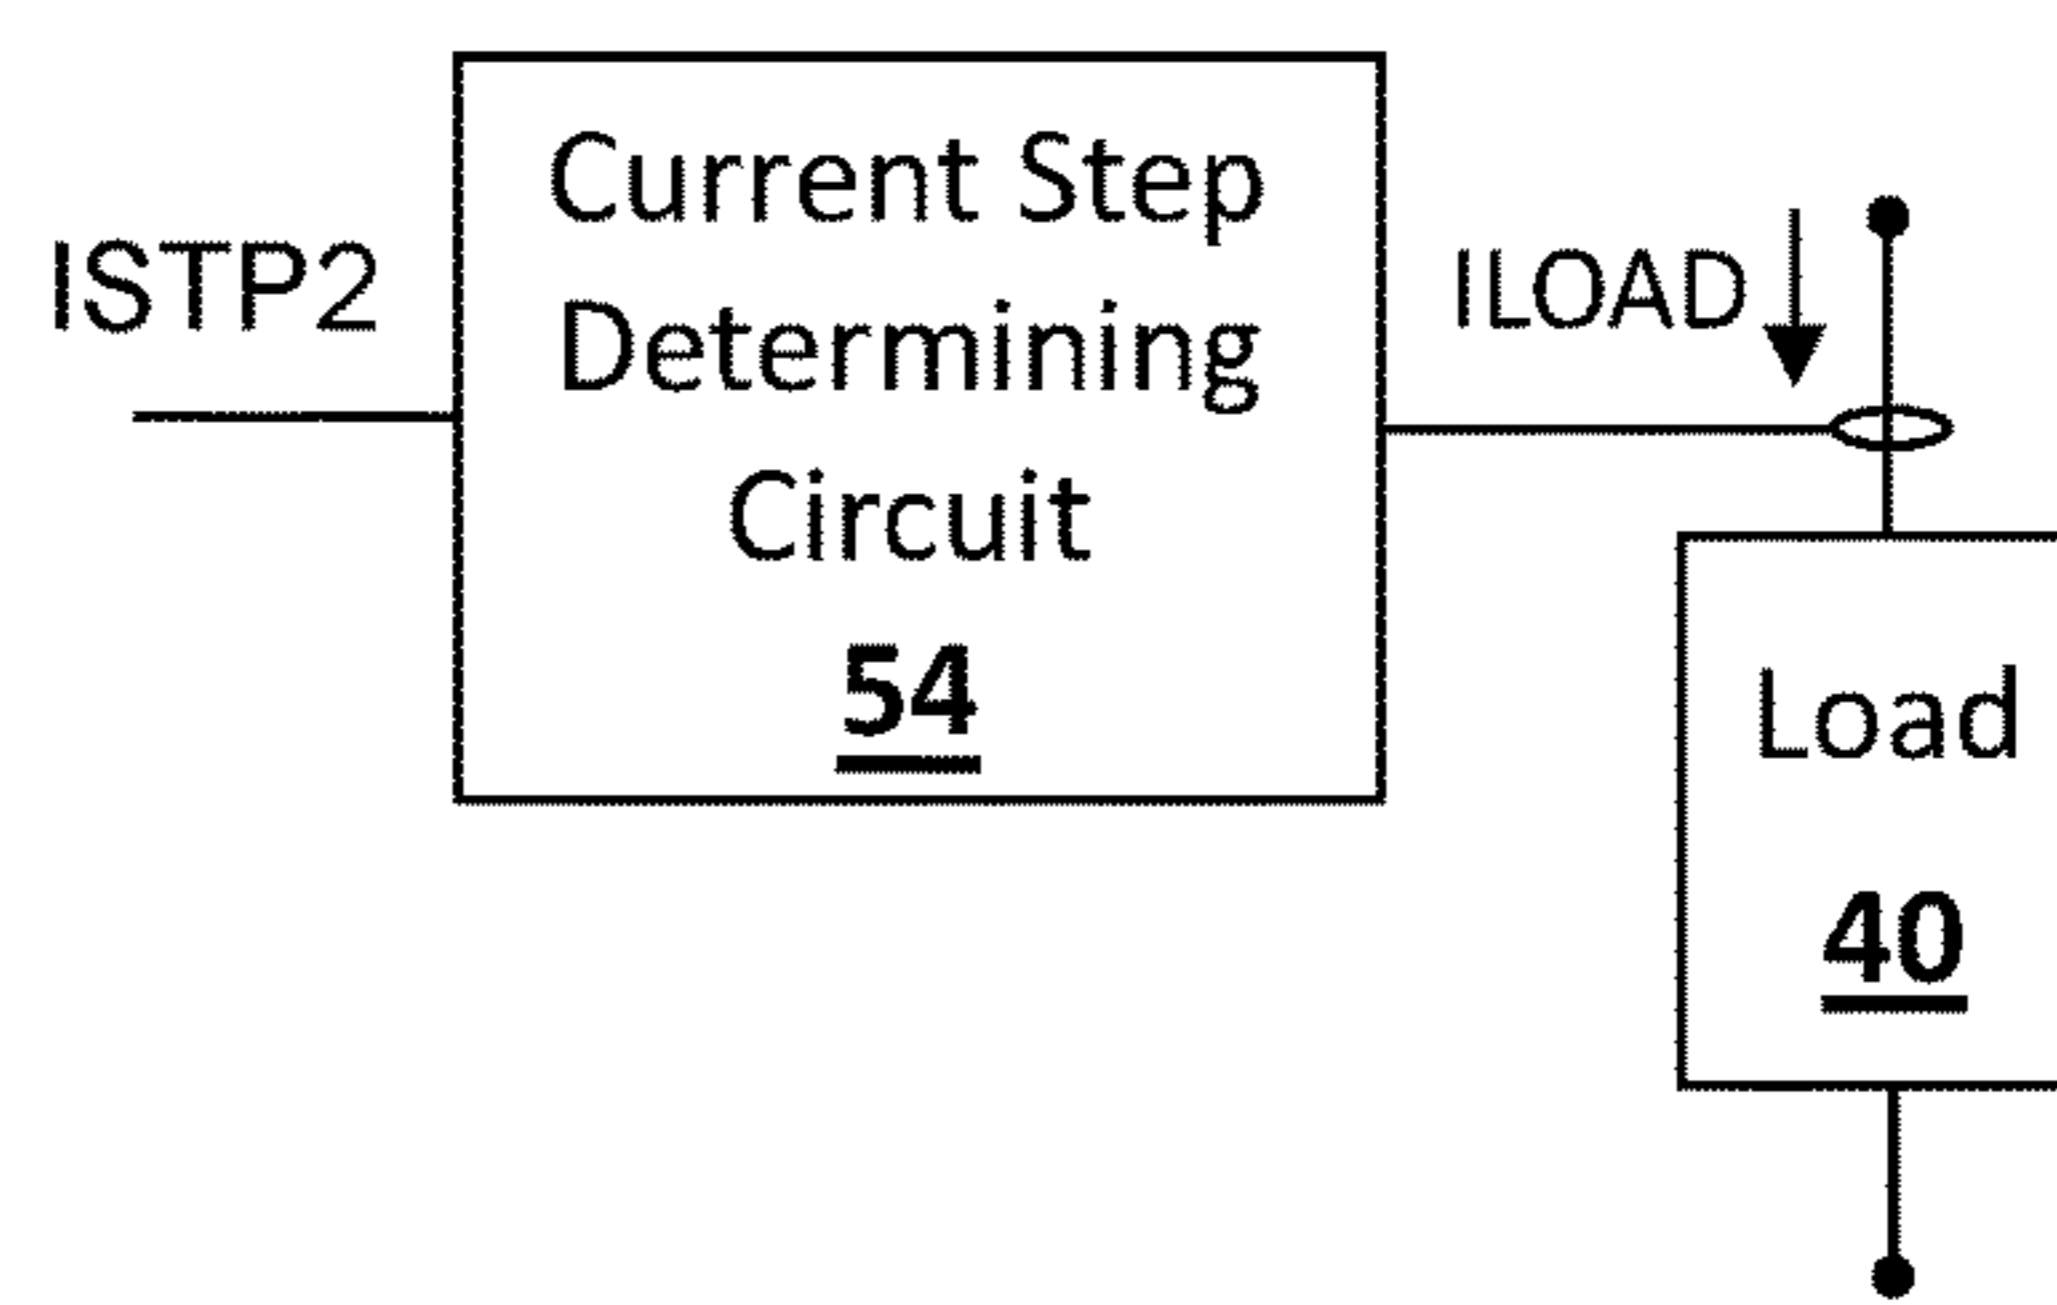 ISTP2
Current Step
Determining
Circuit
54
ILOAD
Load
40